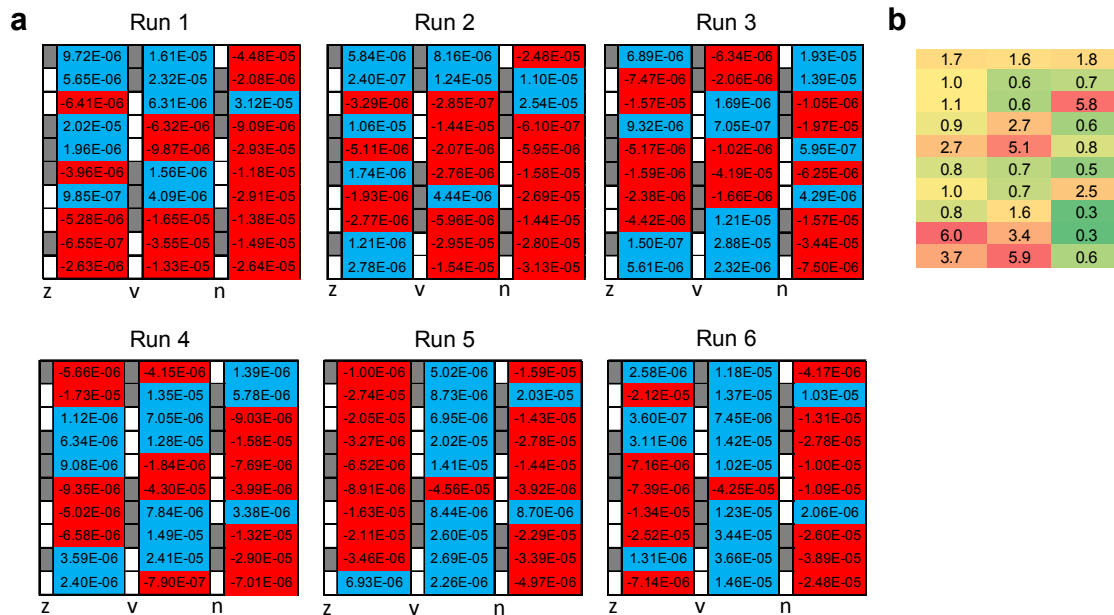 a
b
Run 1
Run 2
Run 3
9.72E-06 1.61E-05 -4.48E-05
5.65E-06 2.32E-05 -2.08E-06
-6.41E-06 6.31E-06 3.12E-05
2.02E-05 -6.32E-06 -9.09E-06
1.96E-06 -9.87E-06 -2.93E-05
-3.96E-06 1.56E-06 -1.18E-05
9.85E-07 4.09E-06 -2.91E-05
-5.28E-06 -1.65E-05 -1.38E-05
-6.55E-07 -3.55E-05 -1.49E-05
-2.63E-06 -1.33E-05 -2.64E-05
z v n
5.84E-06 8.16E-06 -2.48E-05
2.40E-07 1.24E-05 1.10E-05
-3.29E-06 -2.85E-07 2.54E-05
1.06E-05 -1.44E-05 -6.10E-07
-5.11E-06 -2.07E-06 -5.95E-06
1.74E-06 -2.76E-06 -1.58E-05
-1.93E-06 4.44E-06 -2.69E-05
-2.77E-06 -5.96E-06 -1.44E-05
1.21E-06 -2.95E-05 -2.80E-05
2.78E-06 -1.54E-05 -3.13E-05
z v n
6.89E-06 -6.34E-06 1.93E-05
-7.47E-06 -2.06E-06 1.39E-05
-1.57E-05 1.69E-06 -1.05E-06
9.32E-06 7.05E-07 -1.97E-05
-5.17E-06 -1.02E-06 5.95E-07
-1.59E-06 -4.19E-05 -6.25E-06
-2.38E-06 -1.66E-06 4.29E-06
-4.42E-06 1.21E-05 -1.57E-05
1.50E-07 2.88E-05 -3.44E-05
5.61E-06 2.32E-06 -7.50E-06
z v n
1.7 1.6 1.8
1.0 0.6 0.7
1.1 0.6 5.8
0.9 2.7 0.6
2.7 5.1 0.8
0.8 0.7 0.5
1.0 0.7 2.5
0.8 1.6 0.3
6.0 3.4 0.3
3.7 5.9 0.6
Run 4
Run 5
Run 6
-5.66E-06 -4.15E-06 1.39E-06
-1.73E-05 1.35E-05 5.78E-06
1.12E-06 7.05E-06 -9.03E-06
6.34E-06 1.28E-05 -1.58E-05
9.08E-06 -1.84E-06 -7.69E-06
-9.35E-06 -4.30E-05 -3.99E-06
-5.02E-06 7.84E-06 3.38E-06
-6.58E-06 1.49E-05 -1.32E-05
3.59E-06 2.41E-05 -2.90E-05
2.40E-06 -7.90E-07 -7.01E-06
z v n
-1.00E-06 5.02E-06 -1.59E-05
-2.74E-05 8.73E-06 2.03E-05
-2.05E-05 6.95E-06 -1.43E-05
-3.27E-06 2.02E-05 -2.78E-05
-6.52E-06 1.41E-05 -1.44E-05
-8.91E-06 -4.56E-05 -3.92E-06
-1.63E-05 8.44E-06 8.70E-06
-2.11E-05 2.60E-05 -2.29E-05
-3.46E-06 2.69E-05 -3.39E-05
6.93E-06 2.26E-06 -4.97E-06
z v n
2.58E-06 1.18E-05 -4.17E-06
-2.12E-05 1.37E-05 1.03E-05
3.60E-07 7.45E-06 -1.31E-05
3.11E-06 1.42E-05 -2.78E-05
-7.16E-06 1.02E-05 -1.00E-05
-7.39E-06 -4.25E-05 -1.09E-05
-1.34E-05 1.23E-05 2.06E-06
-2.52E-05 3.44E-05 -2.60E-05
1.31E-06 3.66E-05 -3.89E-05
-7.14E-06 1.46E-05 -2.48E-05
z v n